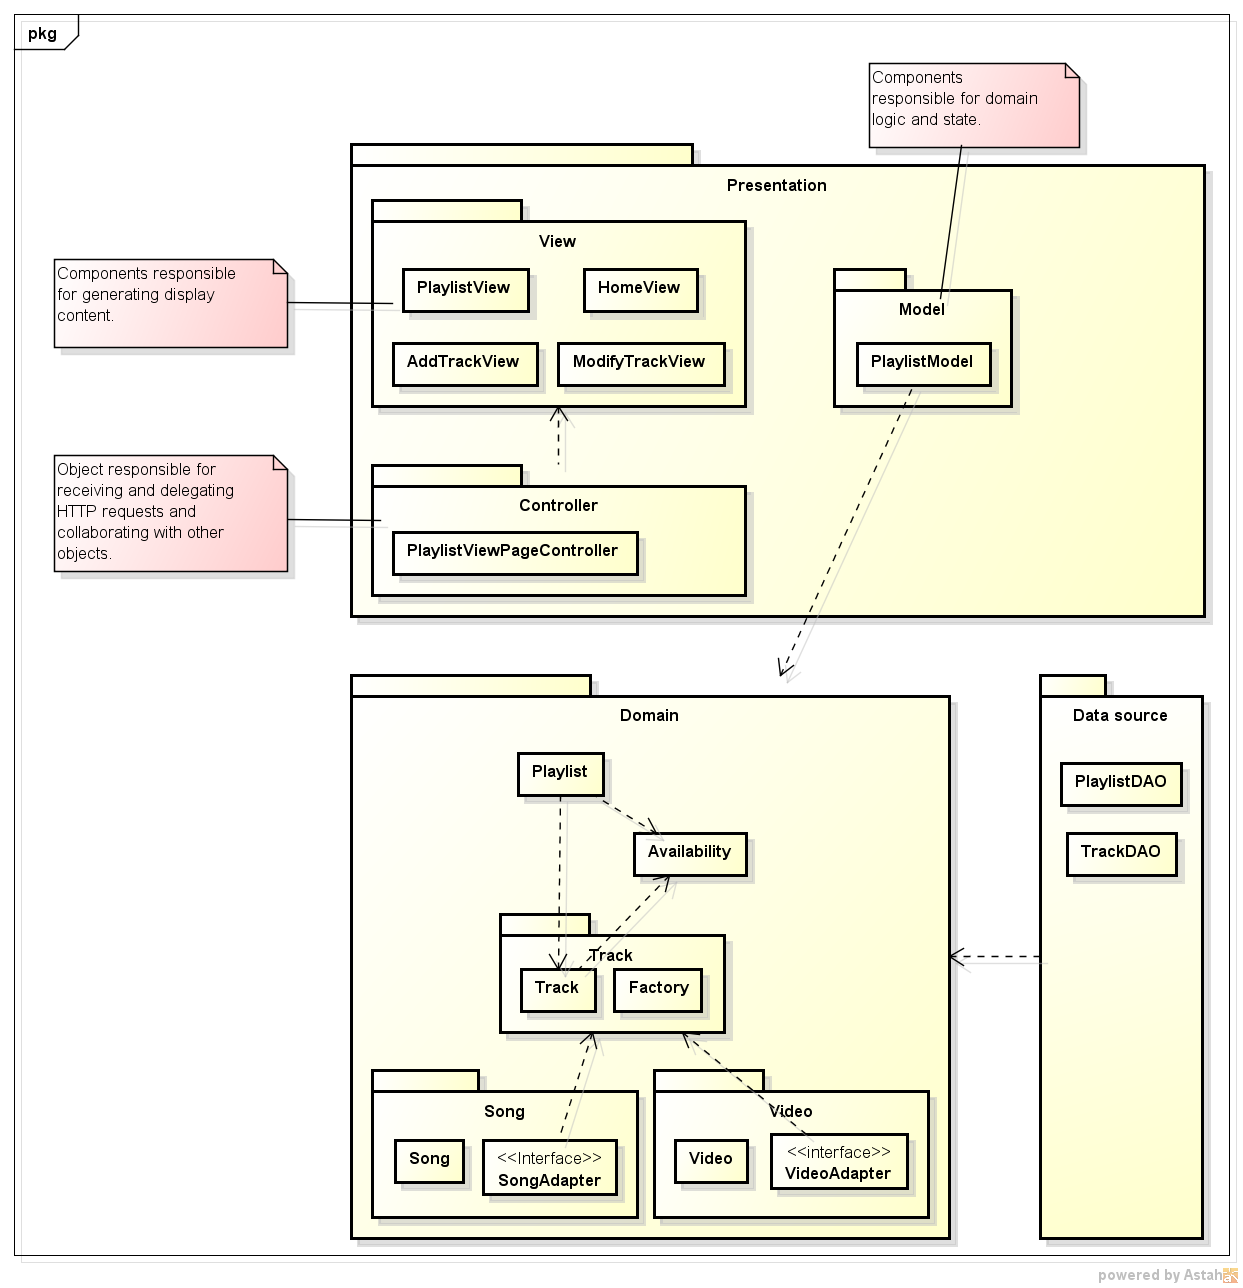 pkg
Components
responsible for domain
logic and state.
Presentation
View
PlaylistView
HomeView
AddTrackView
ModifyTrackView
Model
PlaylistModel
Components responsible
for generating display
content.
Object responsible for
receiving and delegating
HTTP requests and
collaborating with other
objects.
Controller
PlaylistViewPageController
Domain
Playlist
Availability
Track
Track
Factory
Song
Song
<<Interface>>
SongAdapter
Video
Video
<<interface>>
VideoAdapter
Data source
PlaylistDAO
TrackDAO
powered by Astah